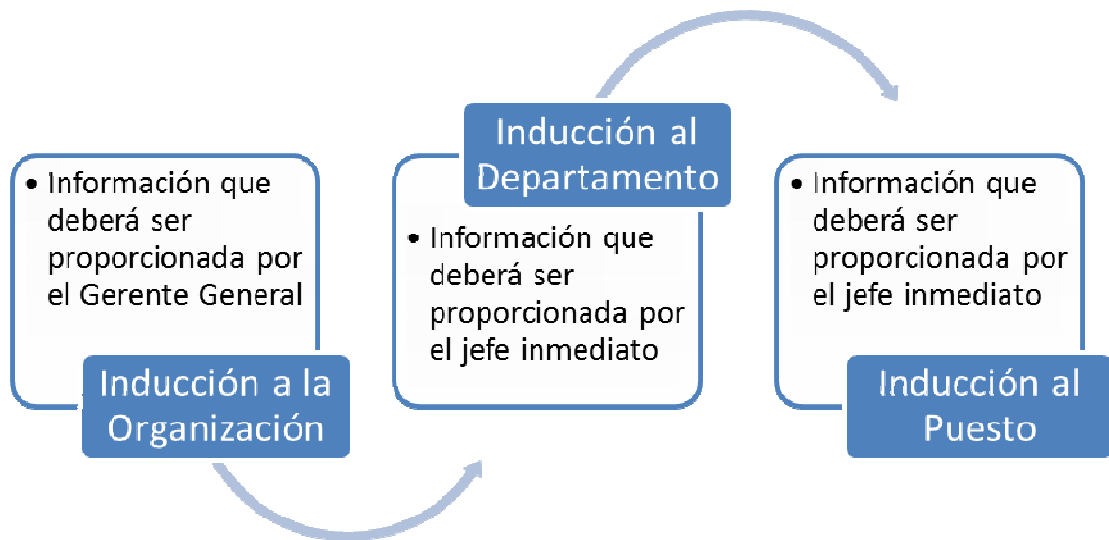 • Información que
deberá ser
proporcionada por
el Gerente General
Inducción a la
Organización
Inducción al
Departamento
• Información que
deberá ser
proporcionada por
el jefe inmediato
• Información que
deberá ser
proporcionada por
el jefe inmediato
Inducción al
Puesto